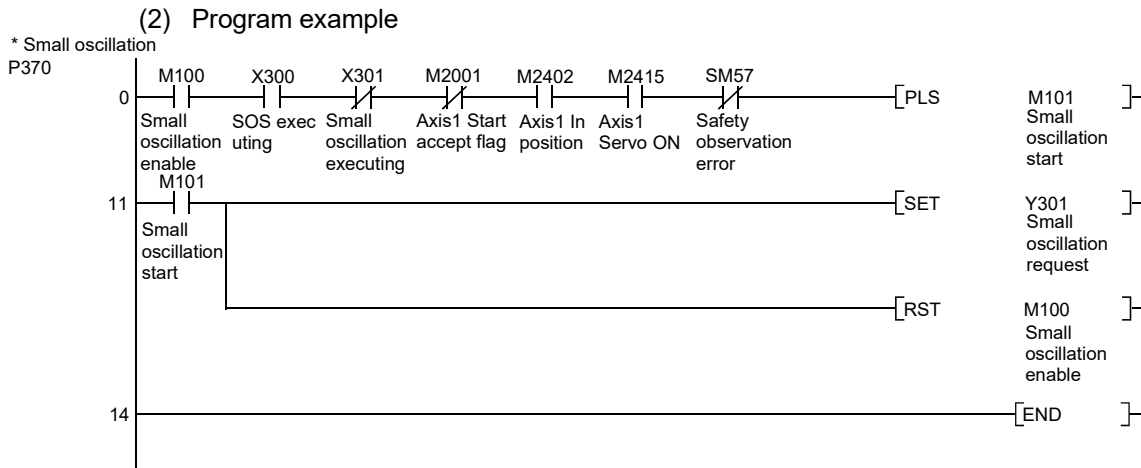 (2) Program example
* Small oscillation
P370
M100 X300 X301 M2001 M2402 M2415 SM57
0 [PLS M101 ]
Small SOS exec Small Axis1 Start Axis1 In Axis1 Safety Small
oscillation uting oscillation accept flag position Servo ON observation oscillation
enable executing error start
M101
11 [SET Y301 ]
Small Small
oscillation oscillation
start request
[RST M100 ]
Small
oscillation
enable
14 [END ]